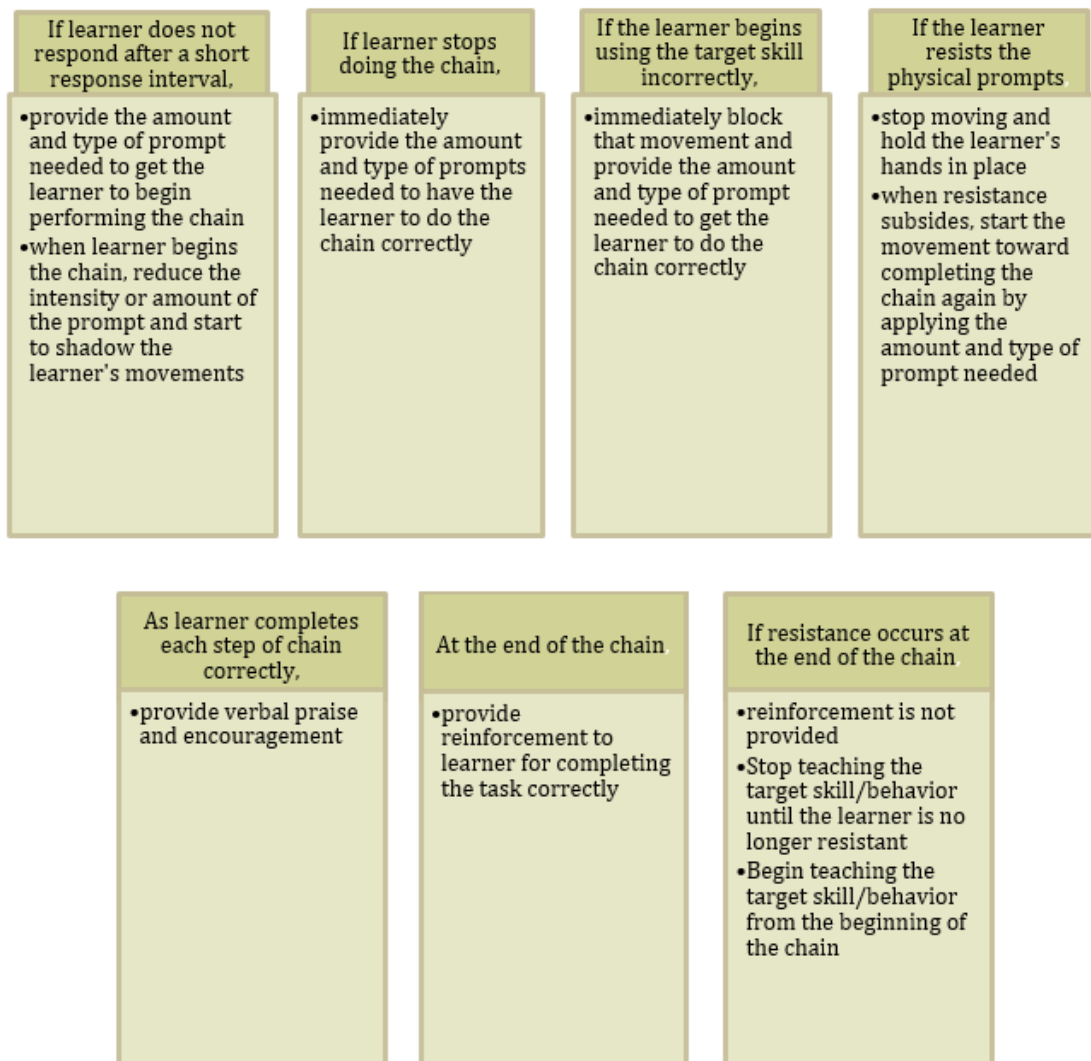 If learner does not
respond after a short
response interval,
•provide the amount
and type of prompt
needed to get the
learner to begin
performing the chain
•when learner begins
the chain, reduce the
intensity or amount of
the prompt and start
to shadow the
learner's movements
If learner stops
doing the chain,
•immediately
provide the amount
and type of prompts
needed to have the
learner to do the
chain correctly
If the learner begins
using the target skill
incorrectly,
•immediately block
that movement and
provide the amount
and type of prompt
needed to get the
learner to do the
chain correctly
If the learner
resists the
physical prompts,
•stop moving and
hold the learner's
hands in place
•when resistance
subsides, start the
movement toward
completing the
chain again by
applying the
amount and type of
prompt needed
As learner completes
each step of chain
correctly,
•provide verbal praise
and encouragement
At the end of the chain,
•provide
reinforcement to
learner for completing
the task correctly
If resistance occurs at
the end of the chain,
•reinforcement is not
provided
•Stop teaching the
target skill/behavior
until the learner is no
longer resistant
•Begin teaching the
target skill/behavior
from the beginning of
the chain